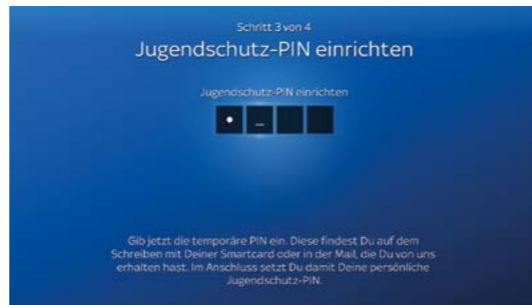 Schritt 3 von 4
Jugendschutz-PIN einrichten
Jugendschutz-PIN einrichten
Gib jetzt die temporäre PIN ein. Diese findest Du auf dem
Schreiben mit Deiner Smartcard oder in der Mail, die Du von uns
erhalten hast. Im Anschluss setzt Du damit Deine persönliche
Jugendschutz-PIN.